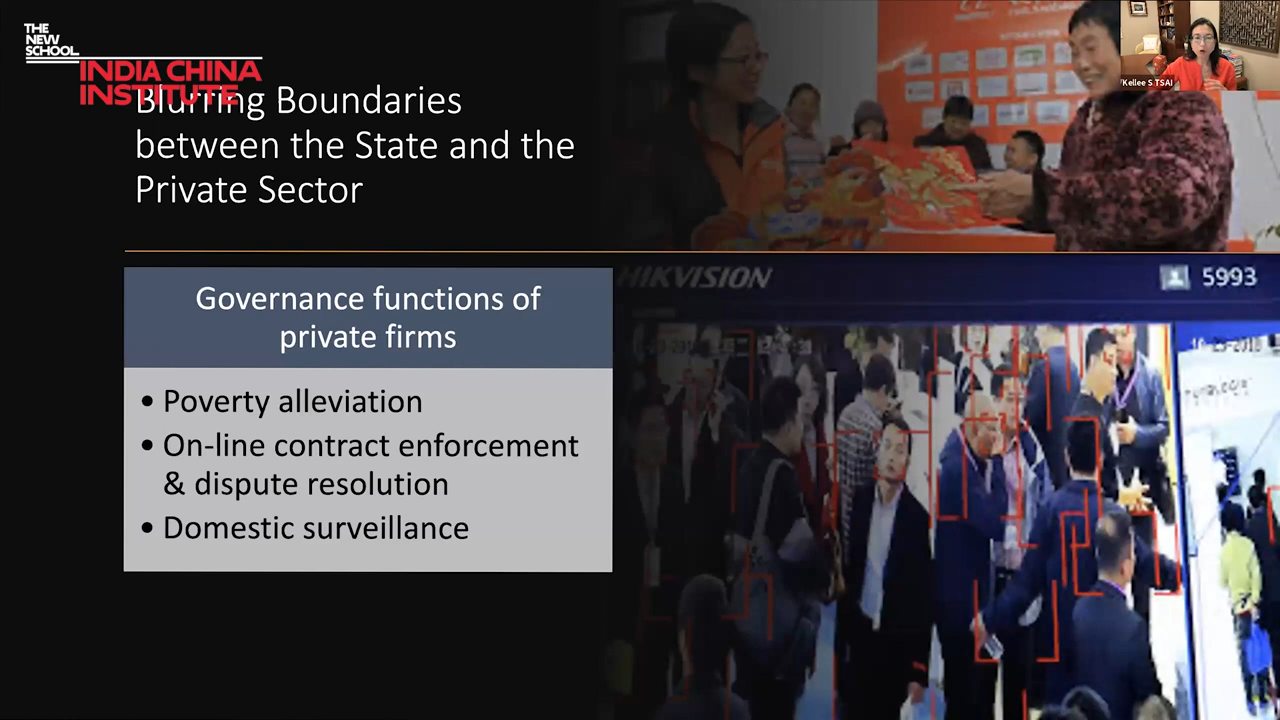 THE
NEW
SCHOOL
INDIA CHINA
INSTITUTE
Blurring Boundaries
between the State and the
Private Sector
Kellee S TSAI
Governance functions of
private firms
• Poverty alleviation
• On-line contract enforcement
& dispute resolution
• Domestic surveillance
HIKVISION
5993